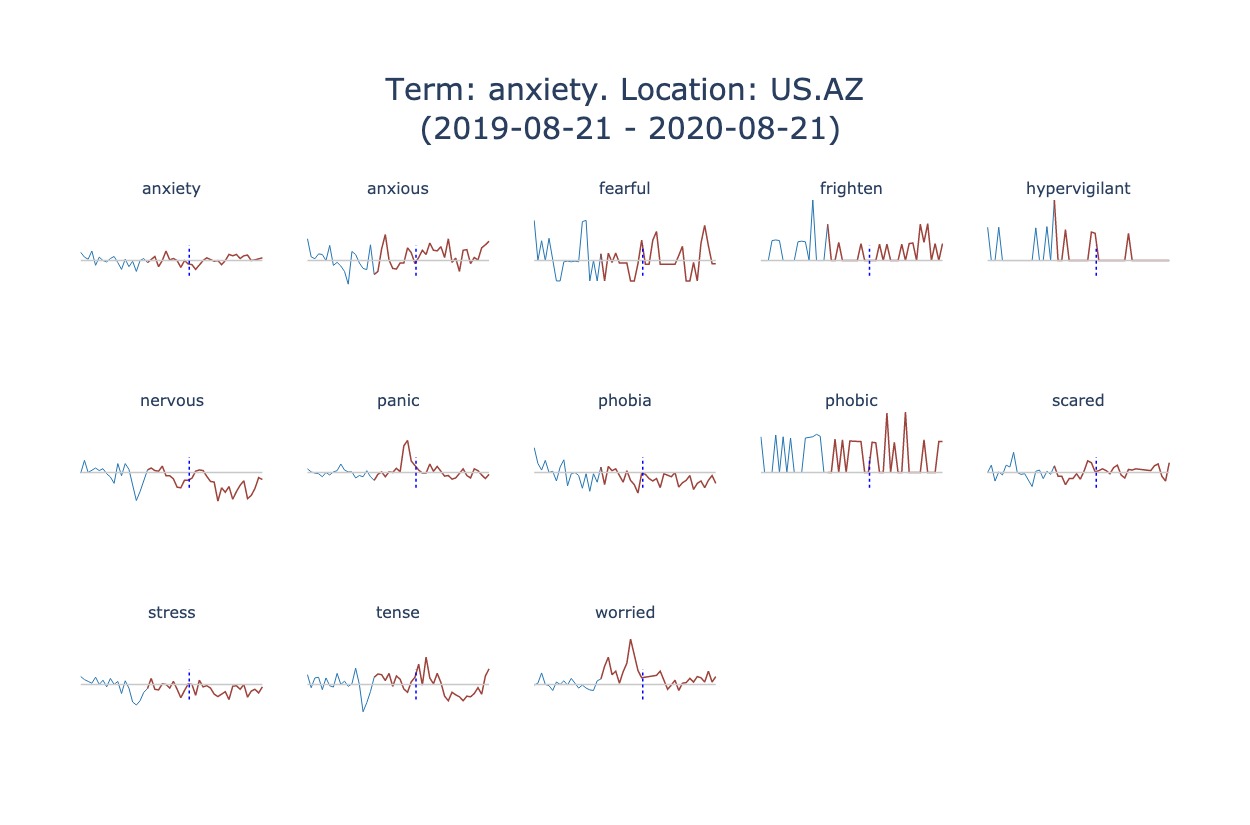 Term: anxiety. Location: US.AZ
(2019-08-21 - 2020-08-21)
anxiety anxious fearful frighten hypervigilant
nervous panic phobia phobic scared
stress tense worried